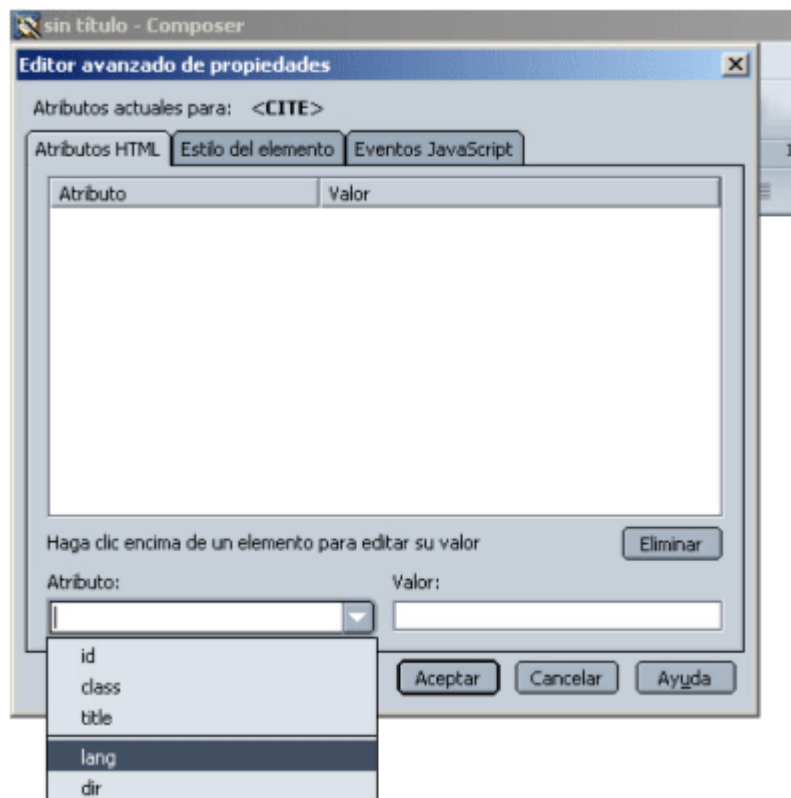 sin título - Composer
Editor avanzado de propiedades
Atributos actuales para: <CITE>
Atributos HTML Estilo del elemento Eventos JavaScript
Atributo Valor
Haga clic encima de un elemento para editar su valor Eliminar
Atributo: Valor:
Aceptar Cancelar Ayuda
id
class
title
lang
dir